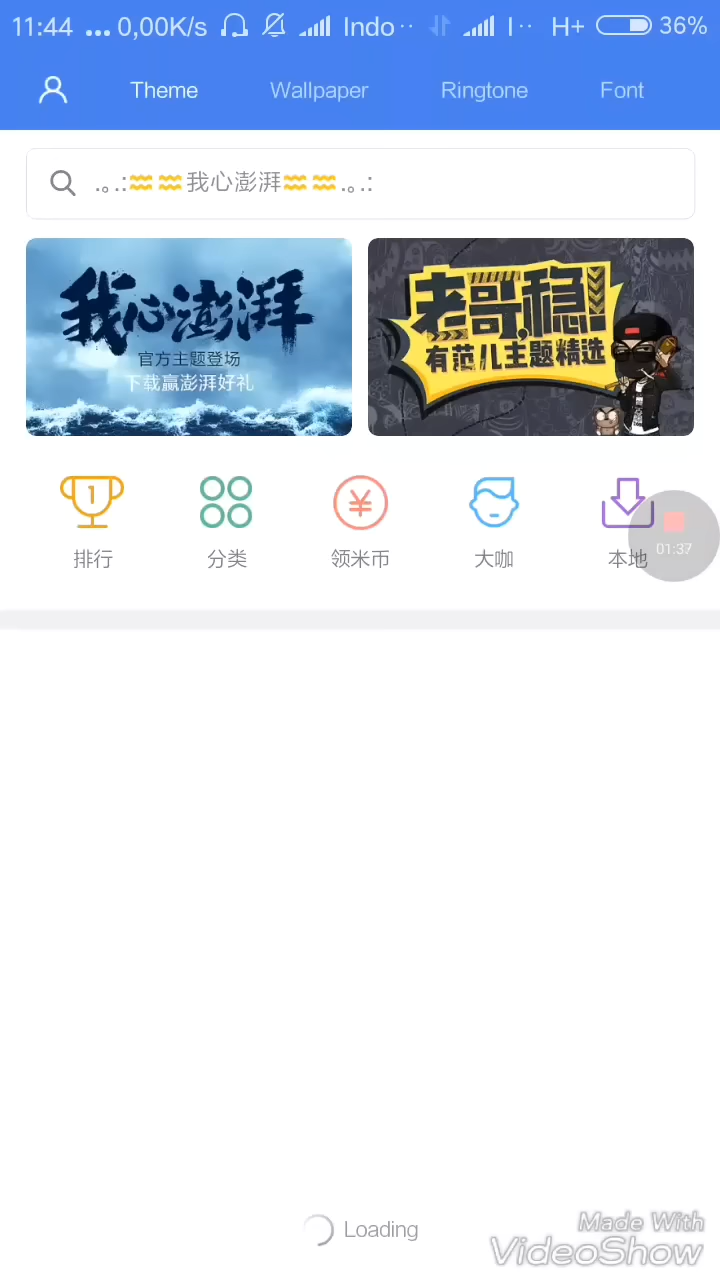 11:44 ... 0,00K/s Indo·· I·· H+ 36%
Theme Wallpaper Ringtone Font
.。.:♒♒我心澎湃♒♒.。.:
我心澎湃
官方主题登场
下载赢澎湃好礼
老哥,稳!
有范儿主题精选
1
排行 分类 领米币 大咖 本地
01:37
Loading
Made With
VideoShow